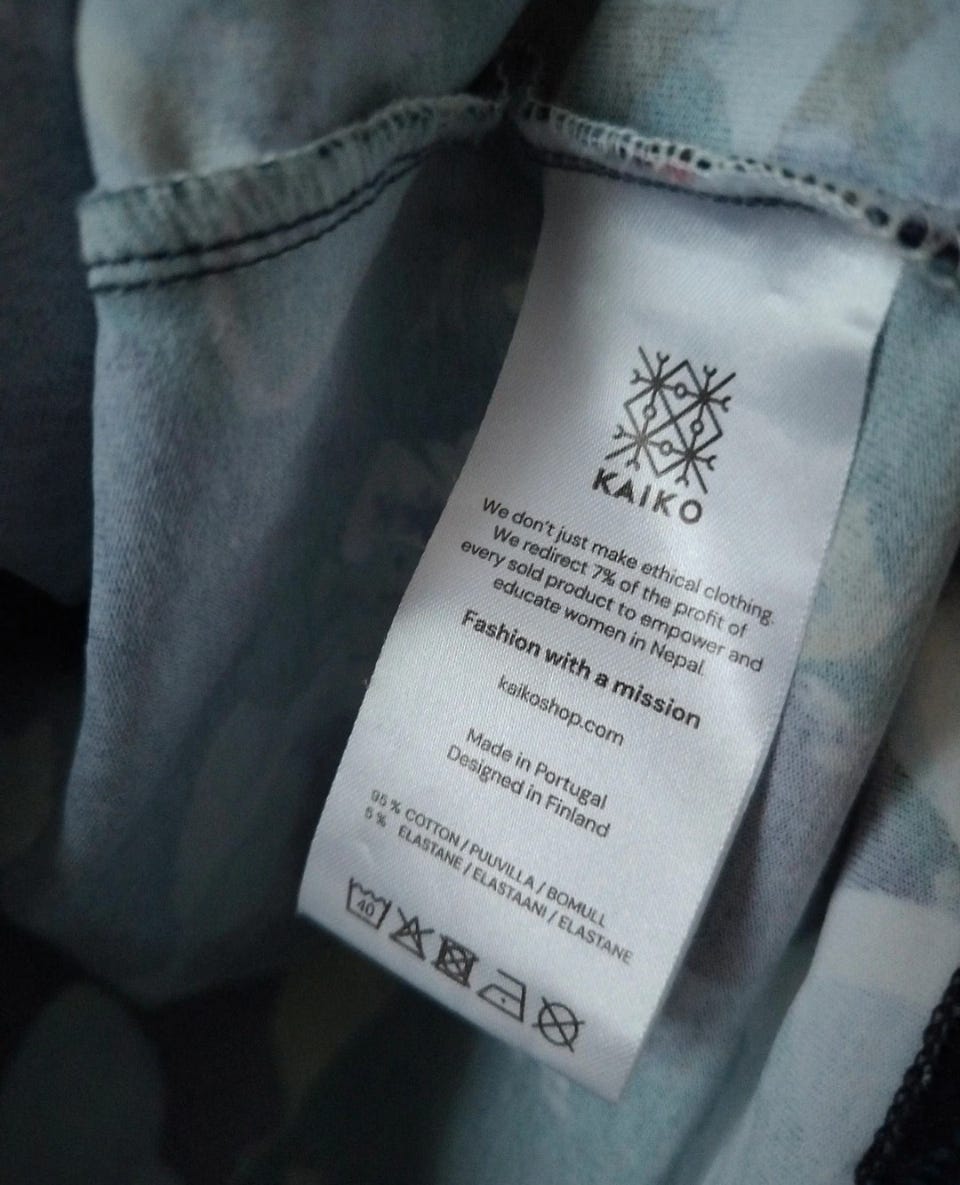 KAIKO
We don't just make ethical clothing.
We redirect 7% of the profit of
every sold product to empower and
educate women in Nepal.
Fashion with a mission
kaikoshop.com
Made in Portugal
Designed in Finland
95 % COTTON / PUUVILLA / BOMULL
5 % ELASTANE / ELASTAANI / ELASTANE
40